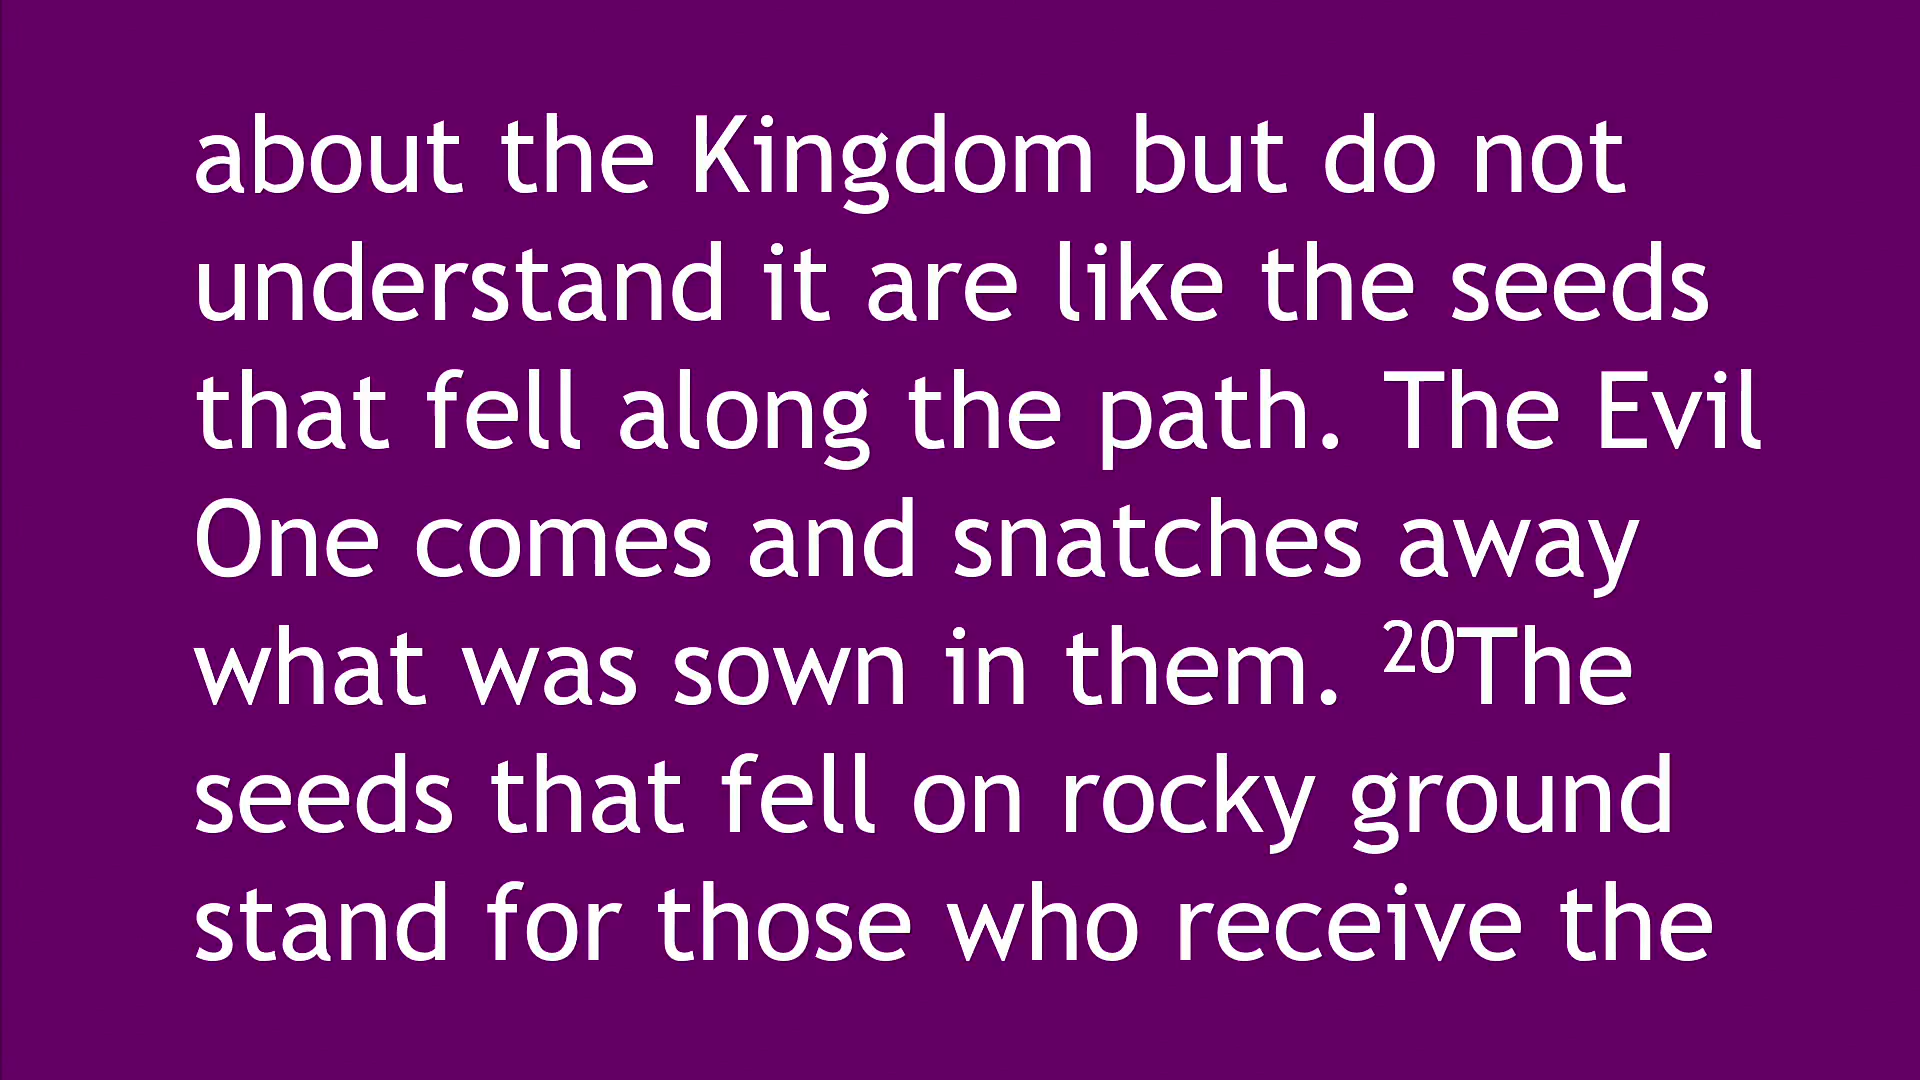 about the Kingdom but do not
understand it are like the seeds
that fell along the path. The Evil
One comes and snatches away
what was sown in them. ²⁰The
seeds that fell on rocky ground
stand for those who receive the